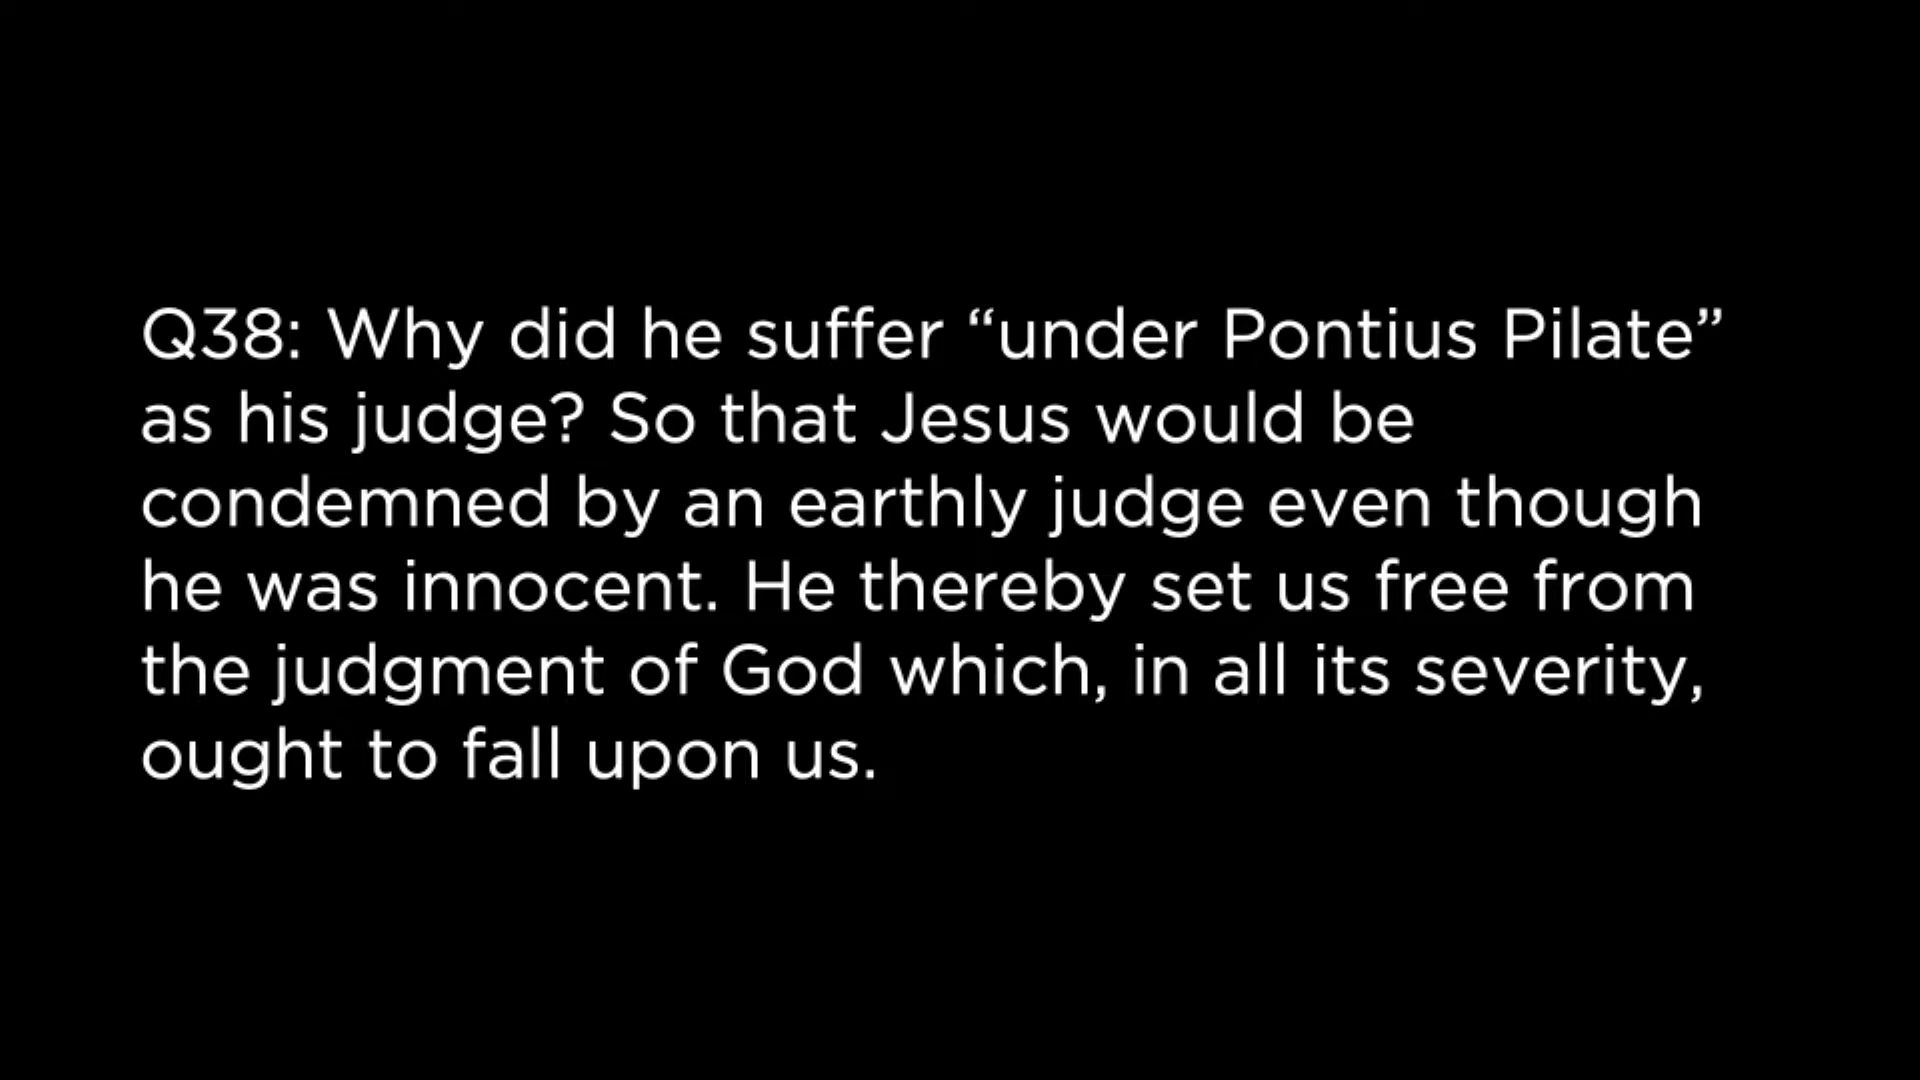 Q38: Why did he suffer “under Pontius Pilate”
as his judge? So that Jesus would be
condemned by an earthly judge even though
he was innocent. He thereby set us free from
the judgment of God which, in all its severity,
ought to fall upon us.